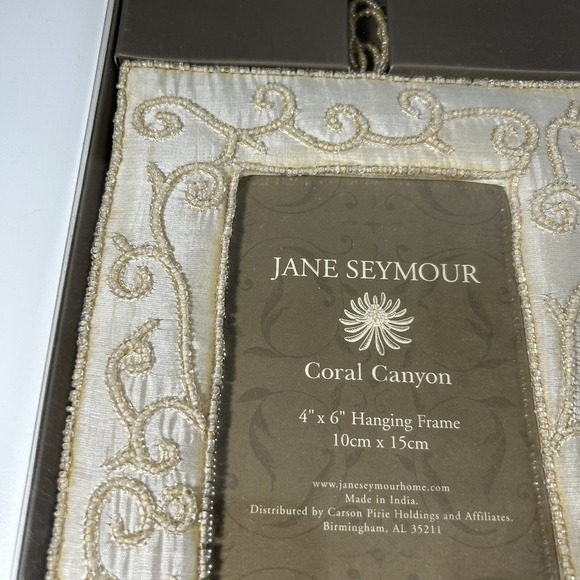 JANE SEYMOUR
Coral Canyon
4" x 6" Hanging Frame
10cm x 15cm
www.janeseymourhome.com
Made in India.
Distributed by Carson Pirie Holdings and Affiliates.
Birmingham, AL 35211